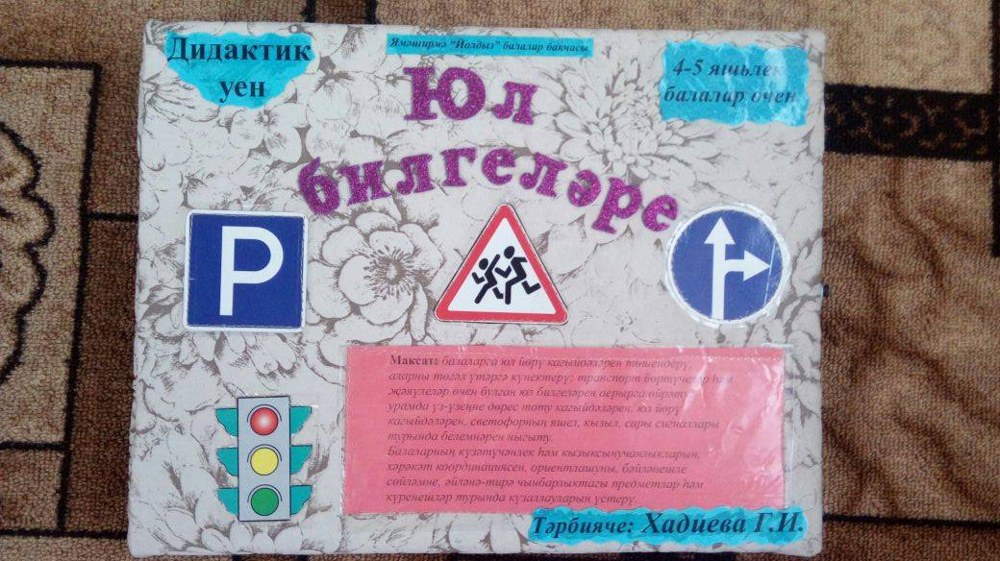 Дидактик
уен
Ямәширмә “Йолдыз” балалар бакчасы
4-5 яшьлек
балалар өчен
Юл
билгеләре
P
Максат: балаларга юл йөрү кагыйдәләрен төшендерү,
аларны төгәл үтәргә күнектерү; транспорт йөртүчеләр һәм
җәяүлеләр өчен булган юл билгеләрен аерырга өйрәтү
урамда үз-үзеңне дөрес тоту кагыйдәләрен, юл йөрү
кагыйдәләрен, светофорның яшел, кызыл, сары сигналлары
турында белемнәрен ныгыту.
Балаларның күзәтүчәнлек һәм кызыксынучанлыкларын,
хәрәкәт координациясен, ориентлашуны, бәйләнешле
сөйләмне, әйләнә-тирә чынбарлыктагы предметлар һәм
күренешләр турында күзаллауларын үстерү.
Тәрбияче: Хадиева Г.И.